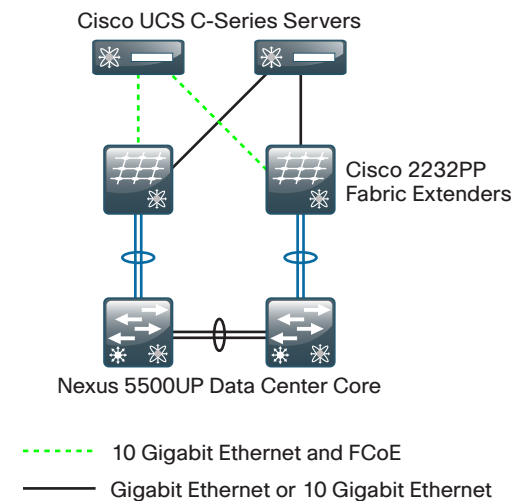 Cisco UCS C-Series Servers
Cisco 2232PP
Fabric Extenders
Nexus 5500UP Data Center Core
10 Gigabit Ethernet and FCoE
Gigabit Ethernet or 10 Gigabit Ethernet